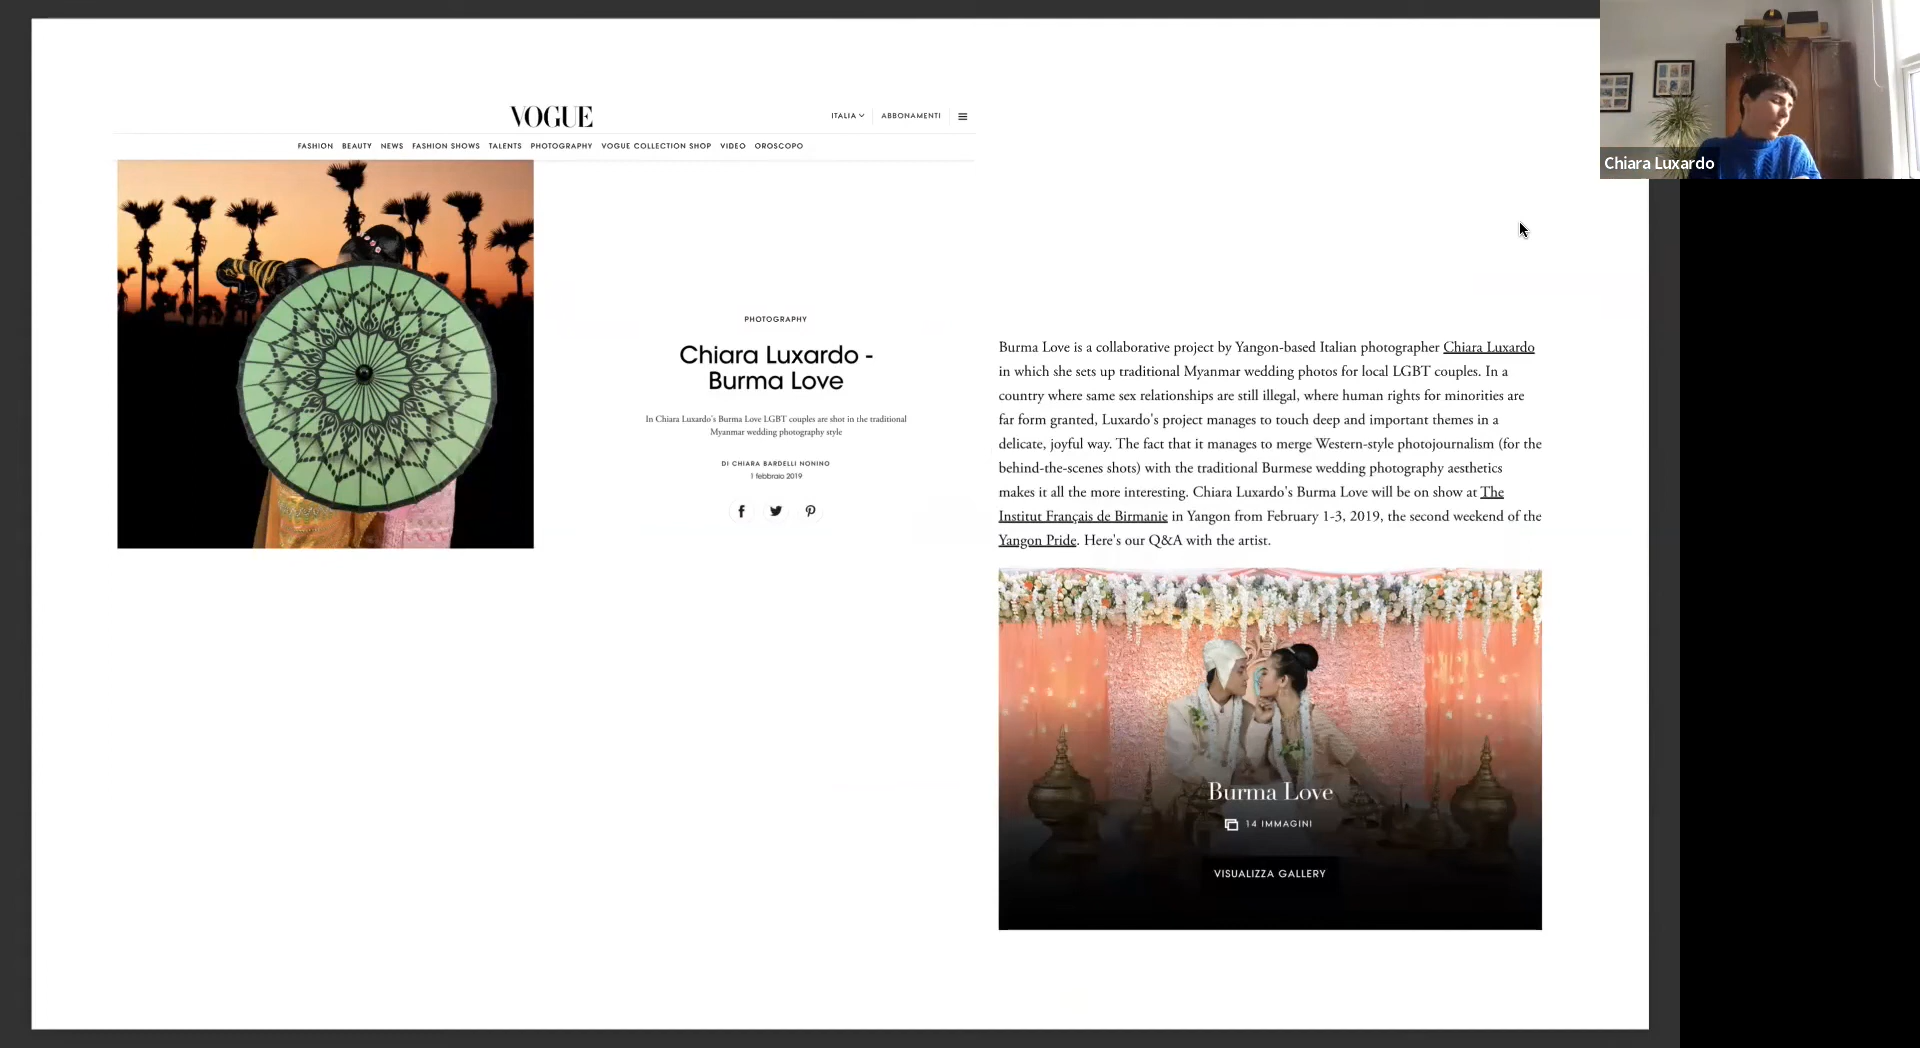 VOGUE
ITALIA
ABBONAMENTI
FASHION BEAUTY NEWS FASHION SHOWS TALENTS PHOTOGRAPHY VOGUE COLLECTION SHOP VIDEO OROSCOPO
PHOTOGRAPHY
Chiara Luxardo -
Burma Love
In Chiara Luxardo's Burma Love LGBT couples are shot in the traditional
Myanmar wedding photography style
DI CHIARA BARDELLI NONINO
1 febbraio 2019
Burma Love is a collaborative project by Yangon-based Italian photographer Chiara Luxardo
in which she sets up traditional Myanmar wedding photos for local LGBT couples. In a
country where same sex relationships are still illegal, where human rights for minorities are
far form granted, Luxardo's project manages to touch deep and important themes in a
delicate, joyful way. The fact that it manages to merge Western-style photojournalism (for the
behind-the-scenes shots) with the traditional Burmese wedding photography aesthetics
makes it all the more interesting. Chiara Luxardo's Burma Love will be on show at The
Institut Français de Birmanie in Yangon from February 1-3, 2019, the second weekend of the
Yangon Pride. Here's our Q&A with the artist.
Burma Love
14 IMMAGINI
VISUALIZZA GALLERY
Chiara Luxardo